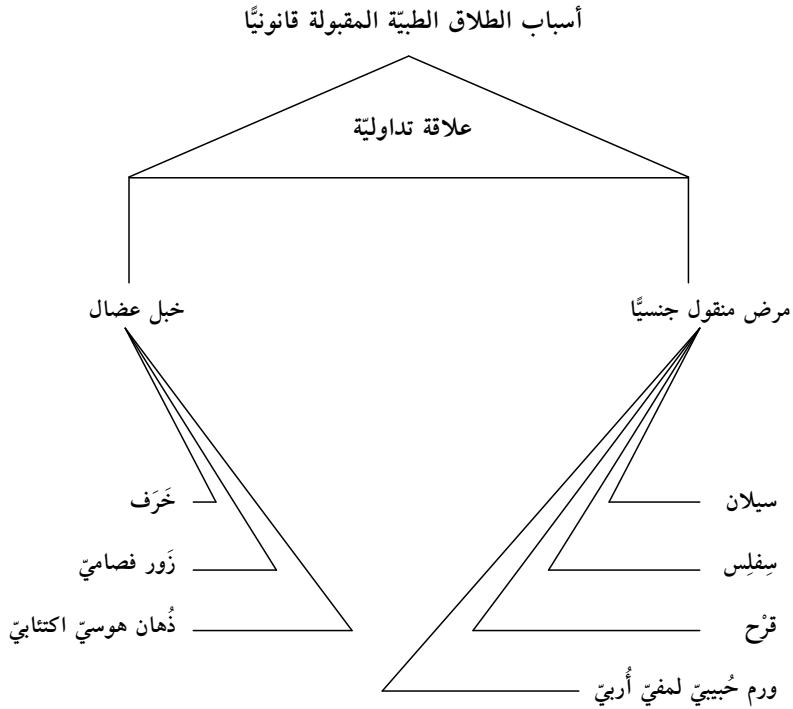 أسباب الطلاق الطبيّة المقبولة قانونيًّا
علاقة تداوليّة
مرض منقول جنسيًّا
خبل عضال
سيلان
خَرَف
سِفلِس
زَور فصاميّ
قرْح
ذُهان هوسيّ اكتئابيّ
ورم حُبيبيّ لمفيّ أُربيّ